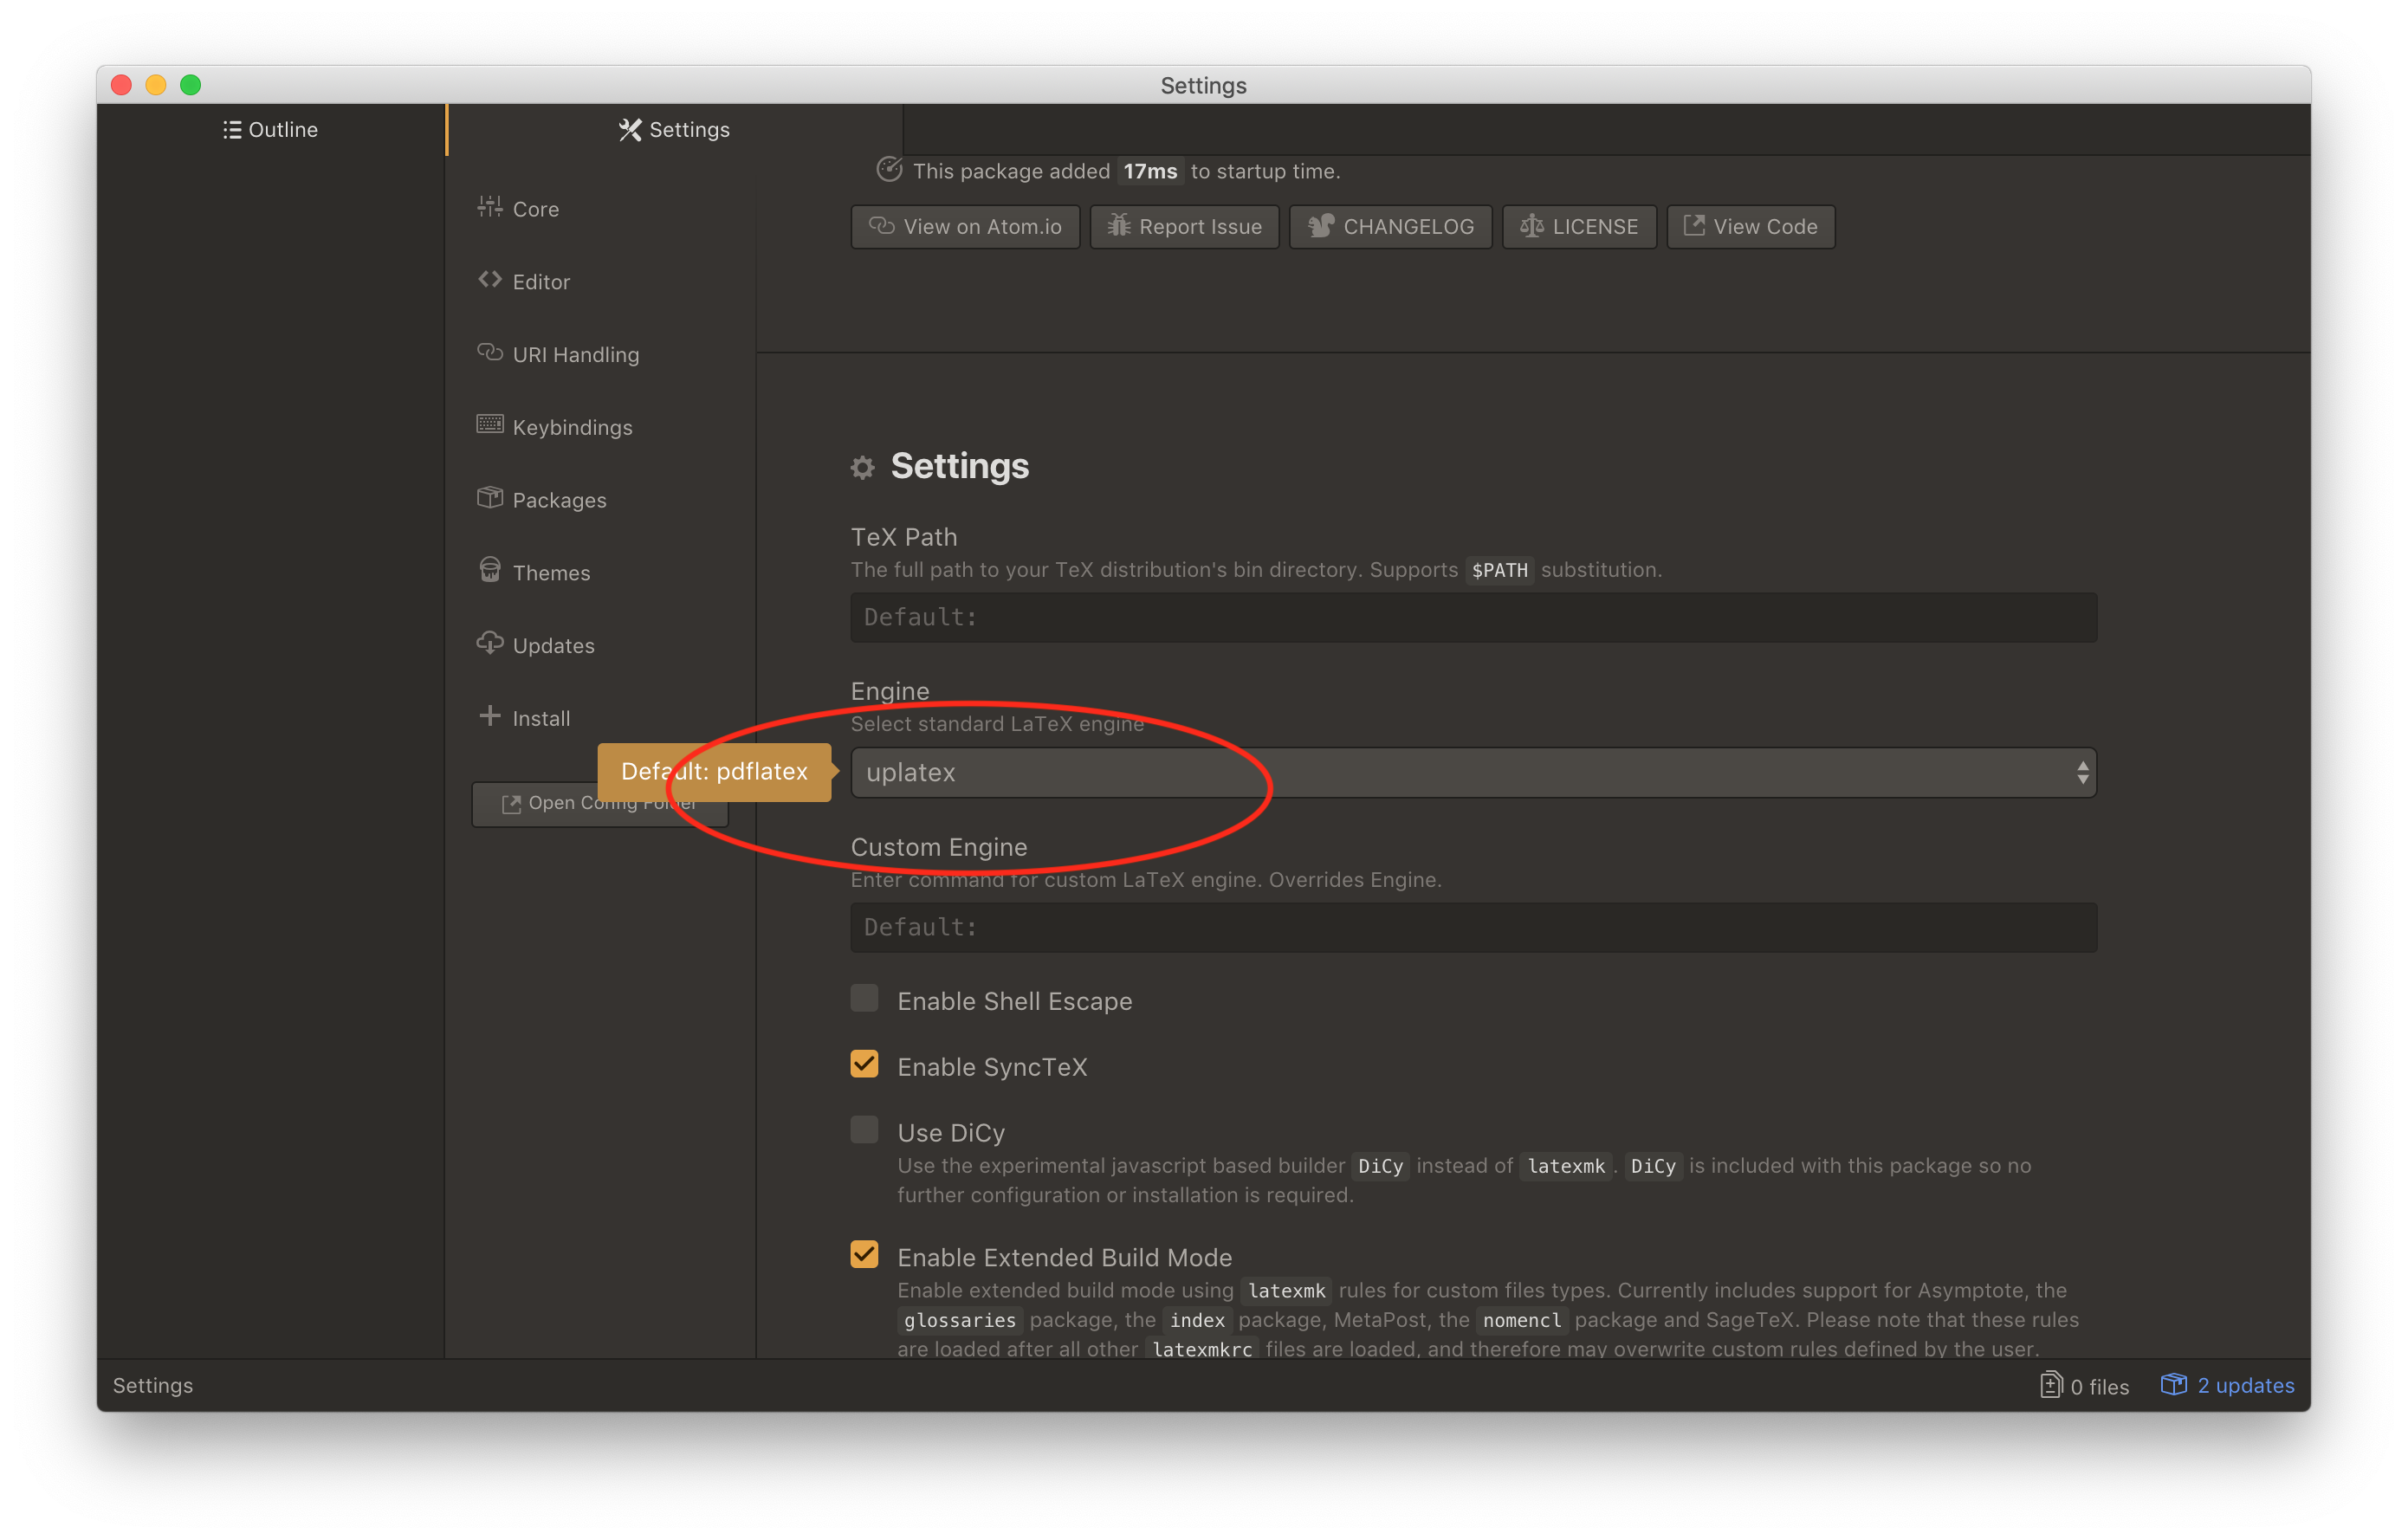 Settings
Outline
Settings
This package added 17ms to startup time.
View on Atom.io
Report Issue
CHANGELOG
LICENSE
View Code
Core
Editor
URI Handling
Keybindings
Packages
Themes
Updates
Install
Open Config Folder
Settings
TeX Path
The full path to your TeX distribution's bin directory. Supports $PATH substitution.
Default:
Engine
Select standard LaTeX engine
Default: pdflatex
uplatex
Custom Engine
Enter command for custom LaTeX engine. Overrides Engine.
Default:
Enable Shell Escape
Enable SyncTeX
Use DiCy
Use the experimental javascript based builder DiCy instead of latexmk. DiCy is included with this package so no
further configuration or installation is required.
Enable Extended Build Mode
Enable extended build mode using latexmk rules for custom files types. Currently includes support for Asymptote, the
glossaries package, the index package, MetaPost, the nomencl package and SageTeX. Please note that these rules
are loaded after all other latexmkrc files are loaded, and therefore may overwrite custom rules defined by the user.
Settings
0 files
2 updates